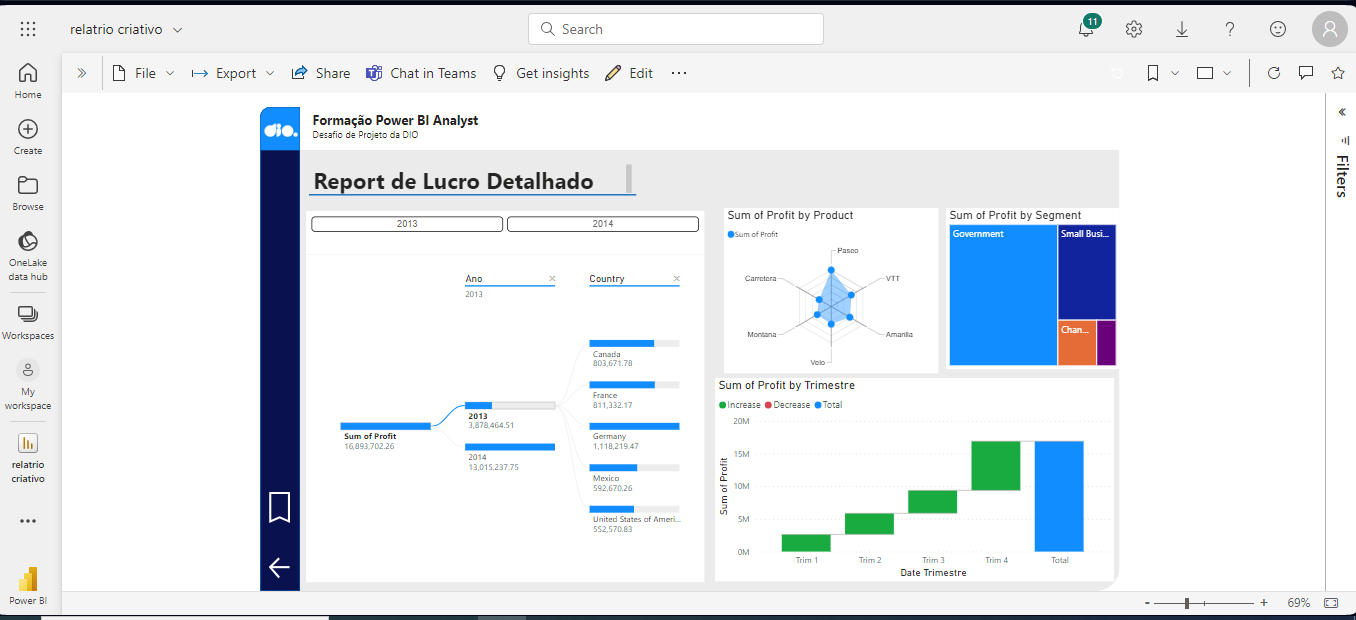 relatrio criativo
Search
11
Home
Create
Browse
OneLake
data hub
Workspaces
My
workspace
relatrio
criativo
Power BI
File
Export
Share
Chat in Teams
Get insights
Edit
Filters
dio.
Formação Power BI Analyst
Desafio de Projeto da DIO
Report de Lucro Detalhado
2013
2014
Ano
2013
Country
Sum of Profit
16,893,702.26
2013
3,878,464.51
2014
13,015,237.75
Canada
803,671.78
France
811,332.17
Germany
1,118,219.47
Mexico
592,670.26
United States of Ameri...
552,570.83
Sum of Profit by Product
Sum of Profit
Paseo
VTT
Amarilla
Velo
Montana
Carretera
Sum of Profit by Segment
Government
Small Busi...
Chan...
Sum of Profit by Trimestre
Increase Decrease Total
Sum of Profit
20M
15M
10M
5M
0M
Trim 1 Trim 2 Trim 3 Trim 4 Total
Date Trimestre
- + 69%